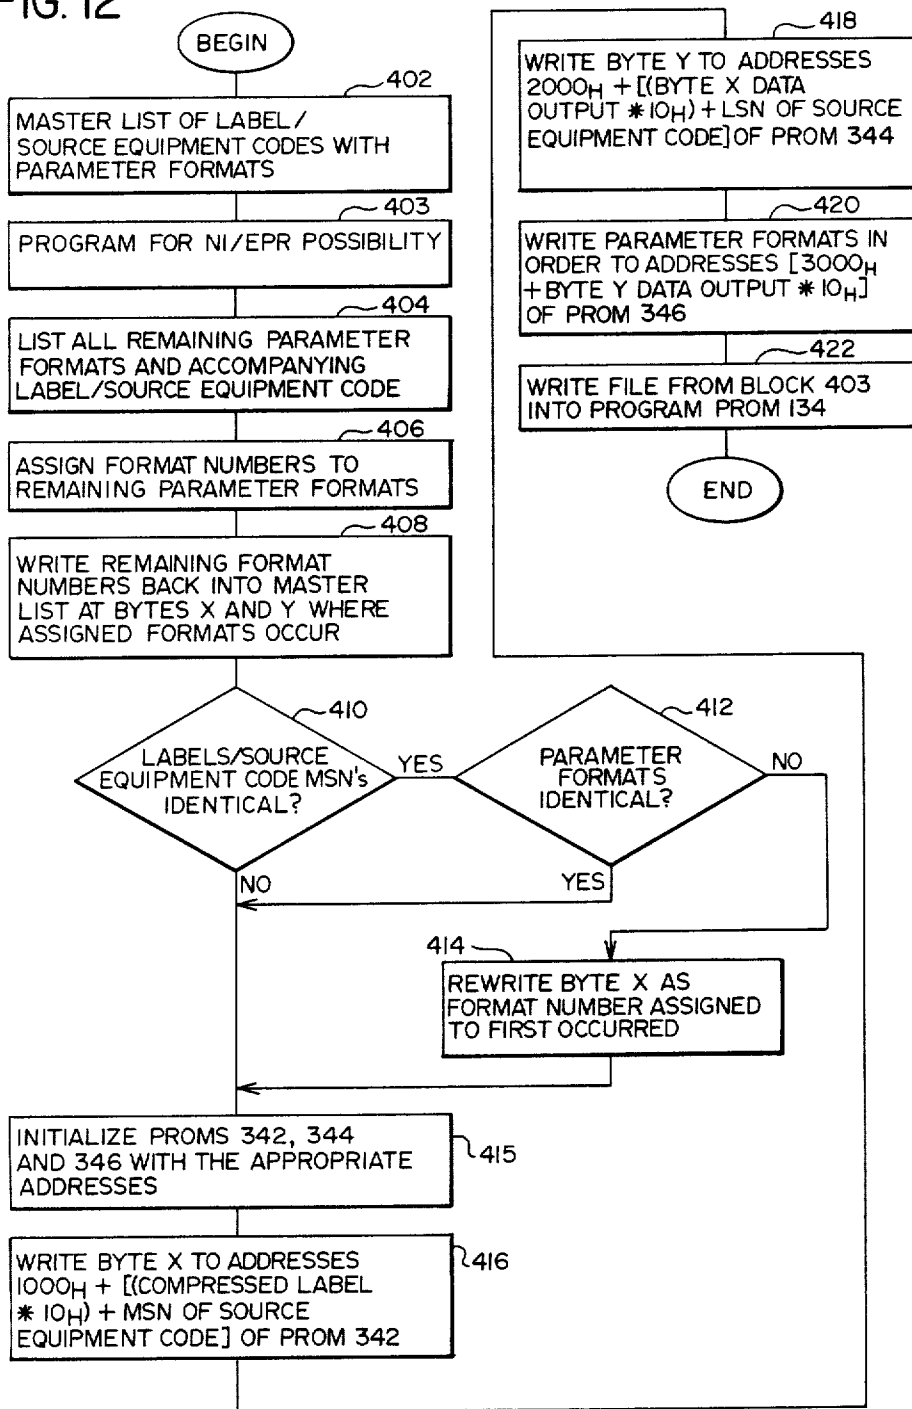 FIG. 12
BEGIN
402
MASTER LIST OF LABEL/
SOURCE EQUIPMENT CODES WITH
PARAMETER FORMATS
403
PROGRAM FOR NI/EPR POSSIBILITY
404
LIST ALL REMAINING PARAMETER
FORMATS AND ACCOMPANYING
LABEL/SOURCE EQUIPMENT CODE
406
ASSIGN FORMAT NUMBERS TO
REMAINING PARAMETER FORMATS
408
WRITE REMAINING FORMAT
NUMBERS BACK INTO MASTER
LIST AT BYTES X AND Y WHERE
ASSIGNED FORMATS OCCUR
410
LABELS/SOURCE
EQUIPMENT CODE MSN's
IDENTICAL?
YES
NO
412
PARAMETER
FORMATS
IDENTICAL?
NO
YES
414
REWRITE BYTE X AS
FORMAT NUMBER ASSIGNED
TO FIRST OCCURRED
INITIALIZE PROMS 342, 344
AND 346 WITH THE APPROPRIATE
ADDRESSES
415
WRITE BYTE X TO ADDRESSES
1000H + [(COMPRESSED LABEL
* 10H) + MSN OF SOURCE
EQUIPMENT CODE] OF PROM 342
416
418
WRITE BYTE Y TO ADDRESSES
2000H + [(BYTE X DATA
OUTPUT * 10H) + LSN OF SOURCE
EQUIPMENT CODE] OF PROM 344
420
WRITE PARAMETER FORMATS IN
ORDER TO ADDRESSES [3000H
+ BYTE Y DATA OUTPUT * 10H]
OF PROM 346
422
WRITE FILE FROM BLOCK 403
INTO PROGRAM PROM 134
END